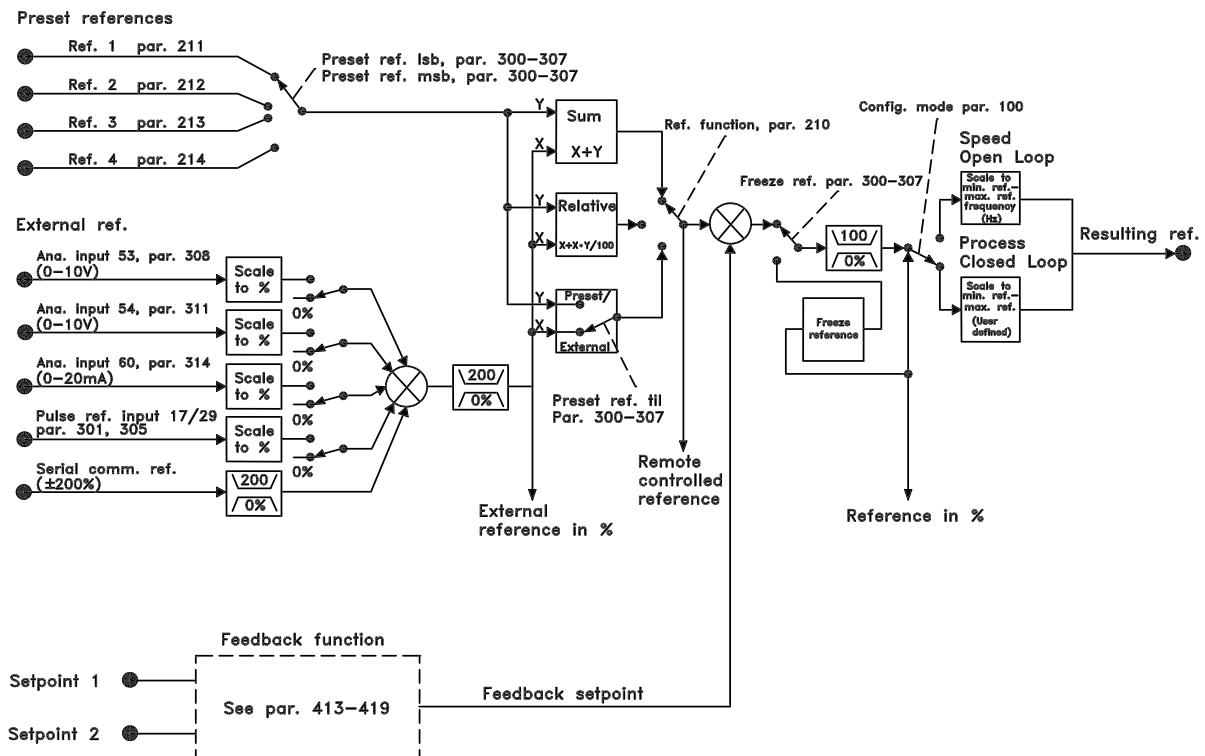 Preset references
Ref. 1 par. 211
Ref. 2 par. 212
Ref. 3 par. 213
Ref. 4 par. 214
Preset ref. lsb, par. 300-307
Preset ref. msb, par. 300-307
Y
X
Sum
X+Y
Y
X
Relative
X+X*Y/100
Y
X
Preset/
External
Ref. function, par. 210
Preset ref. til
Par. 300-307
Config. mode par. 100
Freeze ref. par. 300-307
100
0%
Freeze
reference
Speed
Open Loop
Scale to
min. ref.-
max. ref.
frequency
(Hz)
Process
Closed Loop
Scale to
min. ref.-
max. ref.
(User
defined)
Resulting ref.
External ref.
Ana. input 53, par. 308
(0-10V)
Scale
to %
0%
Ana. input 54, par. 311
(0-10V)
Scale
to %
0%
Ana. input 60, par. 314
(0-20mA)
Scale
to %
0%
Pulse ref. input 17/29
par. 301, 305
Scale
to %
0%
Serial comm. ref.
(±200%)
200
0%
200
0%
External
reference in %
Remote
controlled
reference
Reference in %
Feedback function
Setpoint 1
Setpoint 2
See par. 413-419
Feedback setpoint